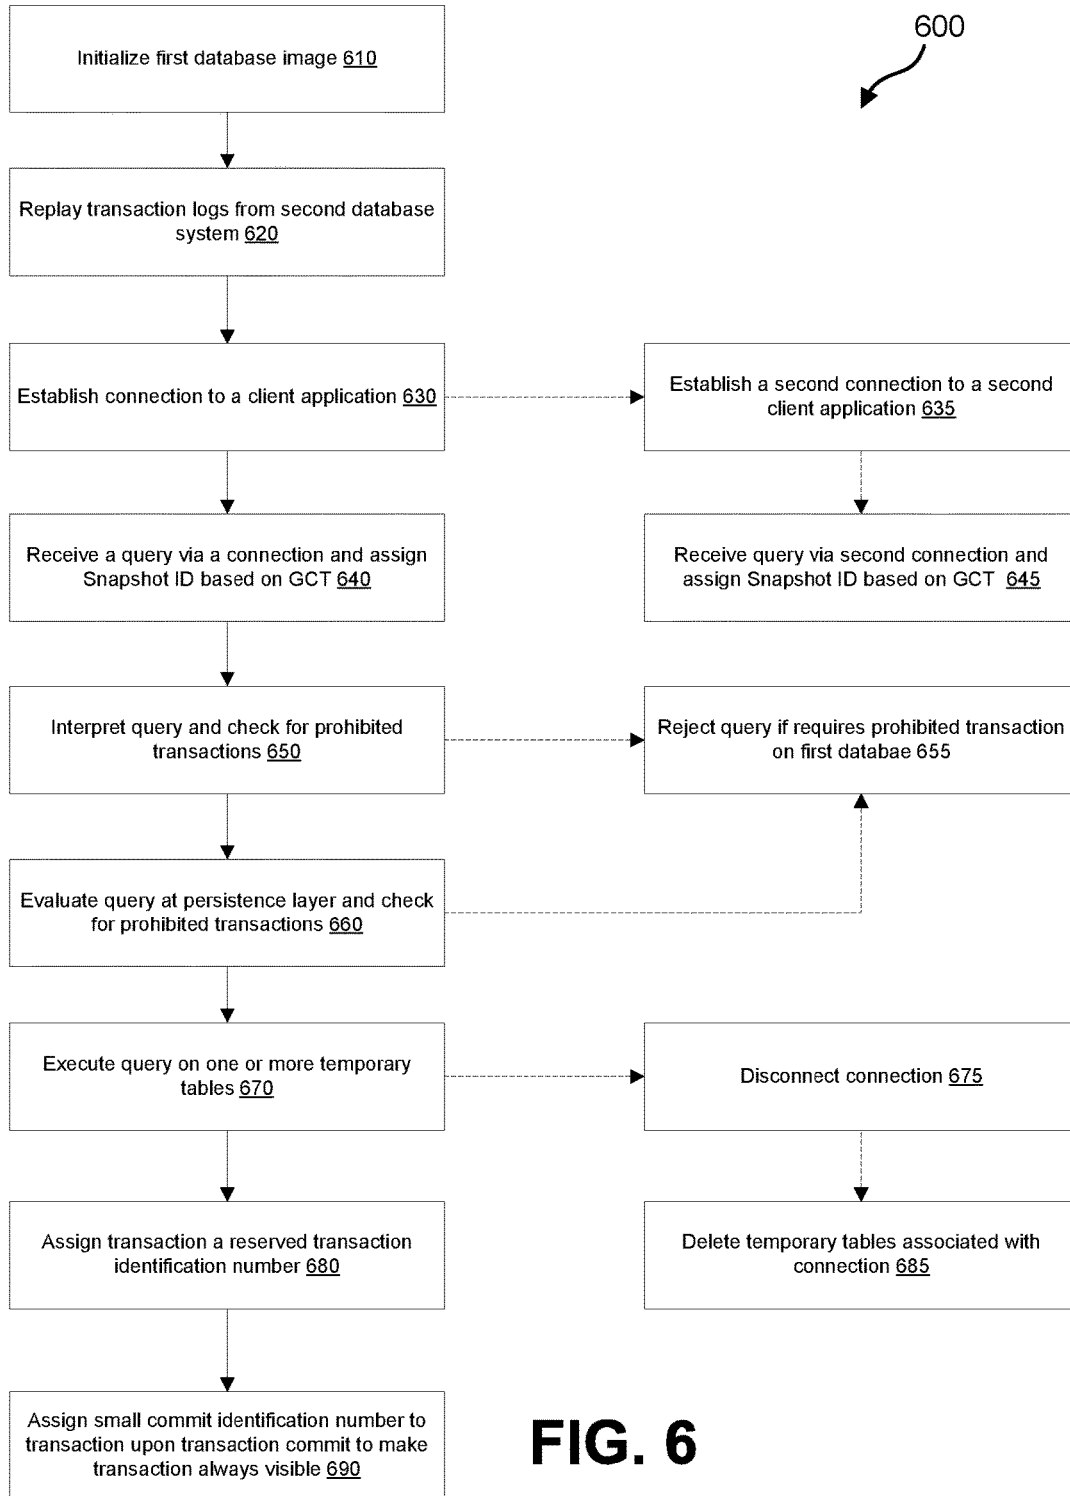 600
Initialize first database image 610
Replay transaction logs from second database
system 620
Establish connection to a client application 630
Establish a second connection to a second
client application 635
Receive a query via a connection and assign
Snapshot ID based on GCT 640
Receive query via second connection and
assign Snapshot ID based on GCT 645
Interpret query and check for prohibited
transactions 650
Reject query if requires prohibited transaction
on first databae 655
Evaluate query at persistence layer and check
for prohibited transactions 660
Execute query on one or more temporary
tables 670
Disconnect connection 675
Assign transaction a reserved transaction
identification number 680
Delete temporary tables associated with
connection 685
Assign small commit identification number to
transaction upon transaction commit to make
transaction always visible 690
FIG. 6